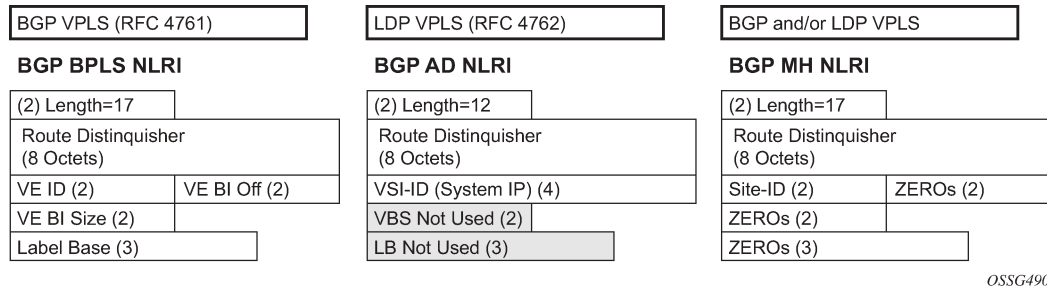 BGP VPLS (RFC 4761)
BGP BPLS NLRI
(2) Length=17
Route Distinquisher
(8 Octets)
VE ID (2)
VE BI Off (2)
VE BI Size (2)
Label Base (3)
LDP VPLS (RFC 4762)
BGP AD NLRI
(2) Length=12
Route Distinquisher
(8 Octets)
VSI-ID (System IP) (4)
VBS Not Used (2)
LB Not Used (3)
BGP and/or LDP VPLS
BGP MH NLRI
(2) Length=17
Route Distinquisher
(8 Octets)
Site-ID (2)
ZEROs (2)
ZEROs (2)
ZEROs (3)
OSSG490